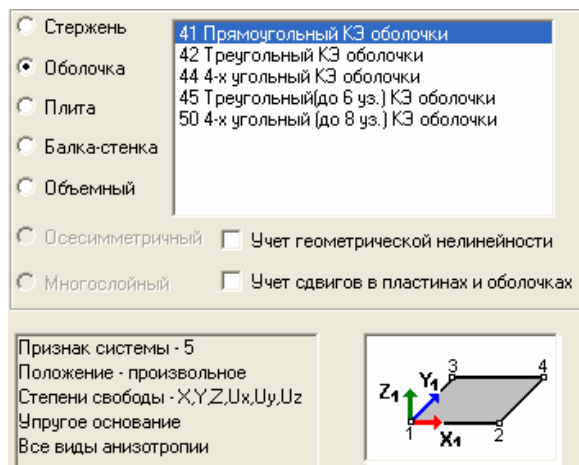 Стержень
Оболочка
Плита
Балка-стенка
Объемный
Осесимметричный
Многослойный
41 Прямоугольный КЭ оболочки
42 Треугольный КЭ оболочки
44 4-х угольный КЭ оболочки
45 Треугольный(до 6 уз.) КЭ оболочки
50 4-х угольный (до 8 уз.) КЭ оболочки
Учет геометрической нелинейности
Учет сдвигов в пластинах и оболочках
Признак системы - 5
Положение - произвольное
Степени свободы - X,Y,Z,Ux,Uy,Uz
Упругое основание
Все виды анизотропии
3 4
Z1 Y1
1 X1 2